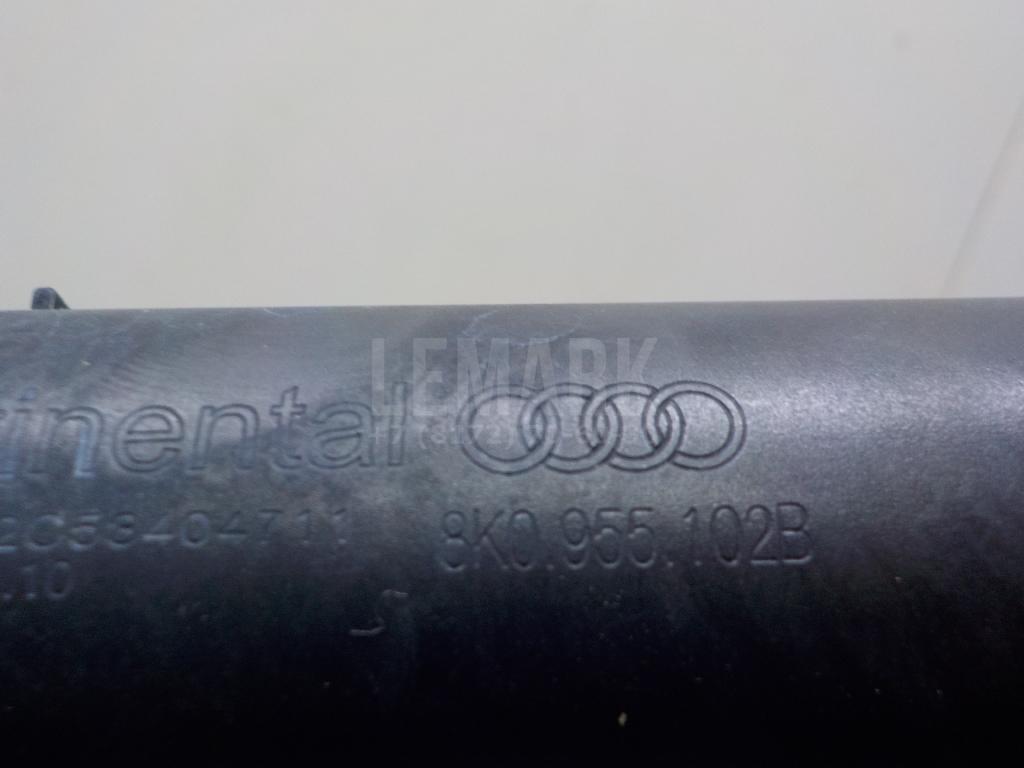 LEMARK
tinental
2C53404711 8K0.955.102B
.10